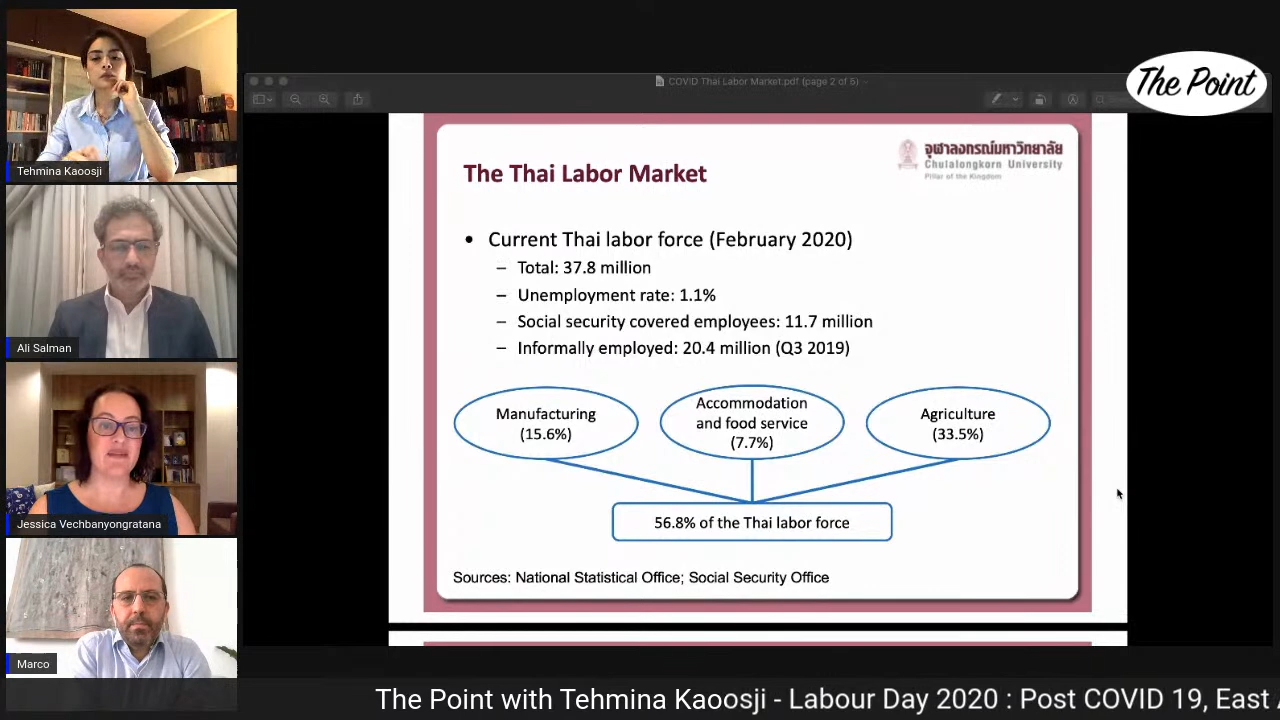 The Point
COVID Thai Labor Market.pdf (page 2 of 5)
จุฬาลงกรณ์มหาวิทยาลัย
Chulalongkorn University
Pillar of the Kingdom
The Thai Labor Market
• Current Thai labor force (February 2020)
– Total: 37.8 million
– Unemployment rate: 1.1%
– Social security covered employees: 11.7 million
– Informally employed: 20.4 million (Q3 2019)
Manufacturing
(15.6%)
Accommodation
and food service
(7.7%)
Agriculture
(33.5%)
56.8% of the Thai labor force
Sources: National Statistical Office; Social Security Office
Tehmina Kaoosji
Ali Salman
Jessica Vechbanyongratana
Marco
The Point with Tehmina Kaoosji - Labour Day 2020 : Post COVID 19, East